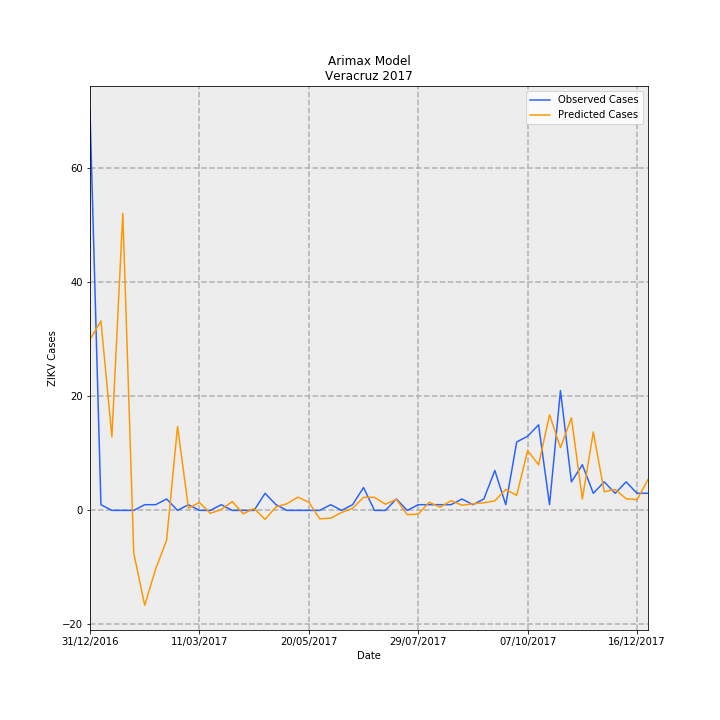 Arimax Model
Veracruz 2017
Observed Cases
Predicted Cases
ZIKV Cases
60
40
20
0
−20
31/12/2016
11/03/2017
20/05/2017
29/07/2017
07/10/2017
16/12/2017
Date